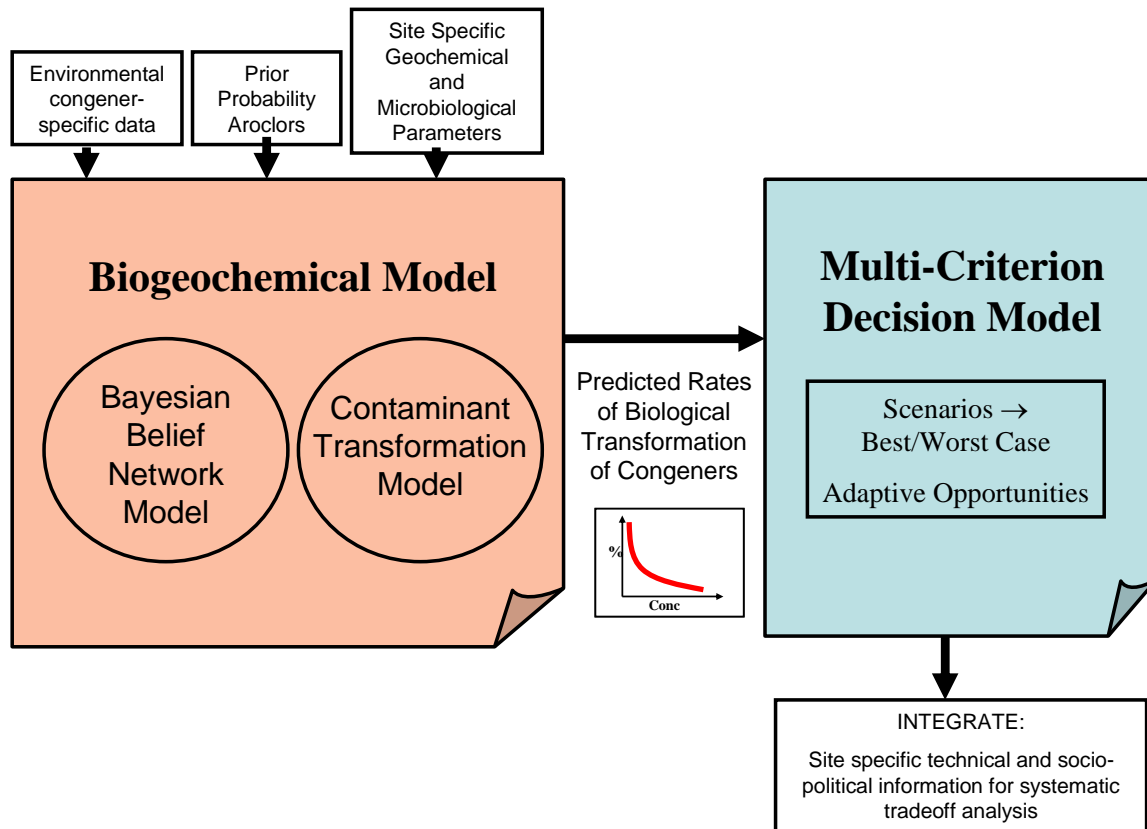 Environmental
congener-
specific data
Prior
Probability
Aroclors
Site Specific
Geochemical
and
Microbiological
Parameters
Biogeochemical Model
Bayesian
Belief
Network
Model
Contaminant
Transformation
Model
Predicted Rates
of Biological
Transformation
of Congeners
%
Conc
Multi-Criterion
Decision Model
Scenarios →
Best/Worst Case
Adaptive Opportunities
INTEGRATE:
Site specific technical and socio-
political information for systematic
tradeoff analysis